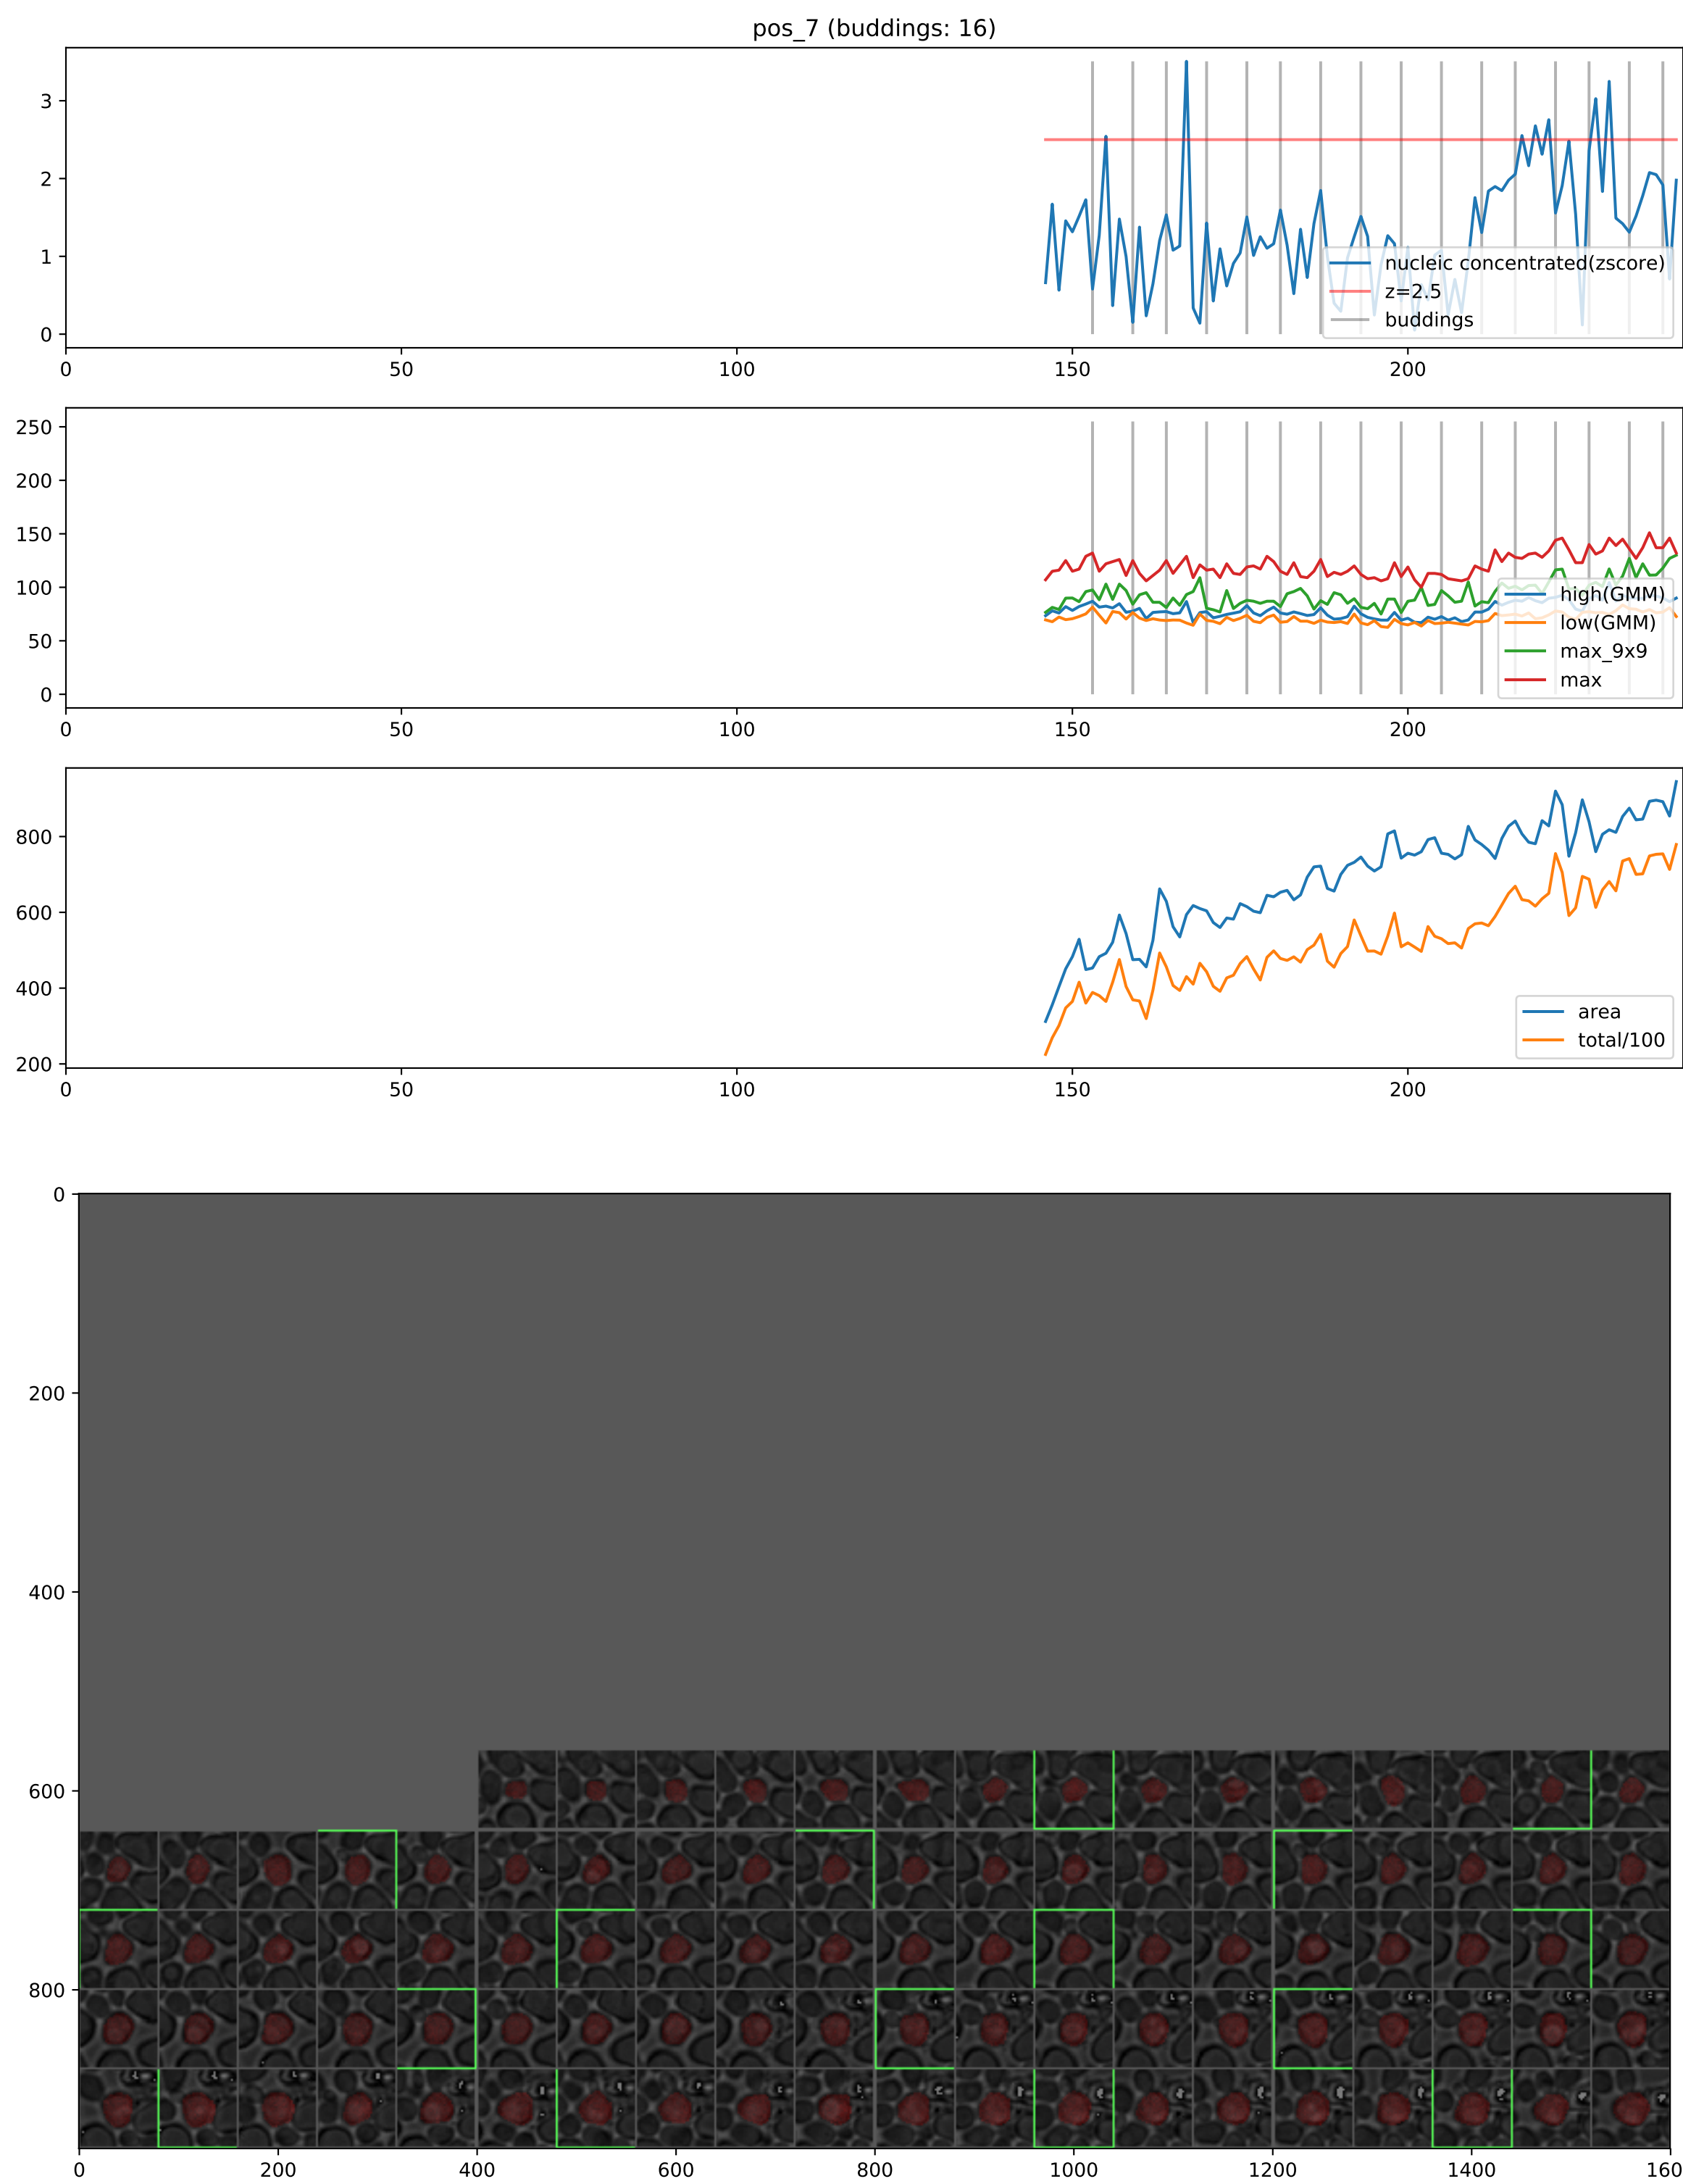 pos_7 (buddings: 16)
3
2
1
0
nucleic concentrated(zscore)
z=2.5
buddings
0 50 100 150 200
250
200
150
100
50
0
high(GMM)
low(GMM)
max_9x9
max
0 50 100 150 200
800
600
400
200
area
total/100
0 50 100 150 200
0
200
400
600
800
0 200 400 600 800 1000 1200 1400 160